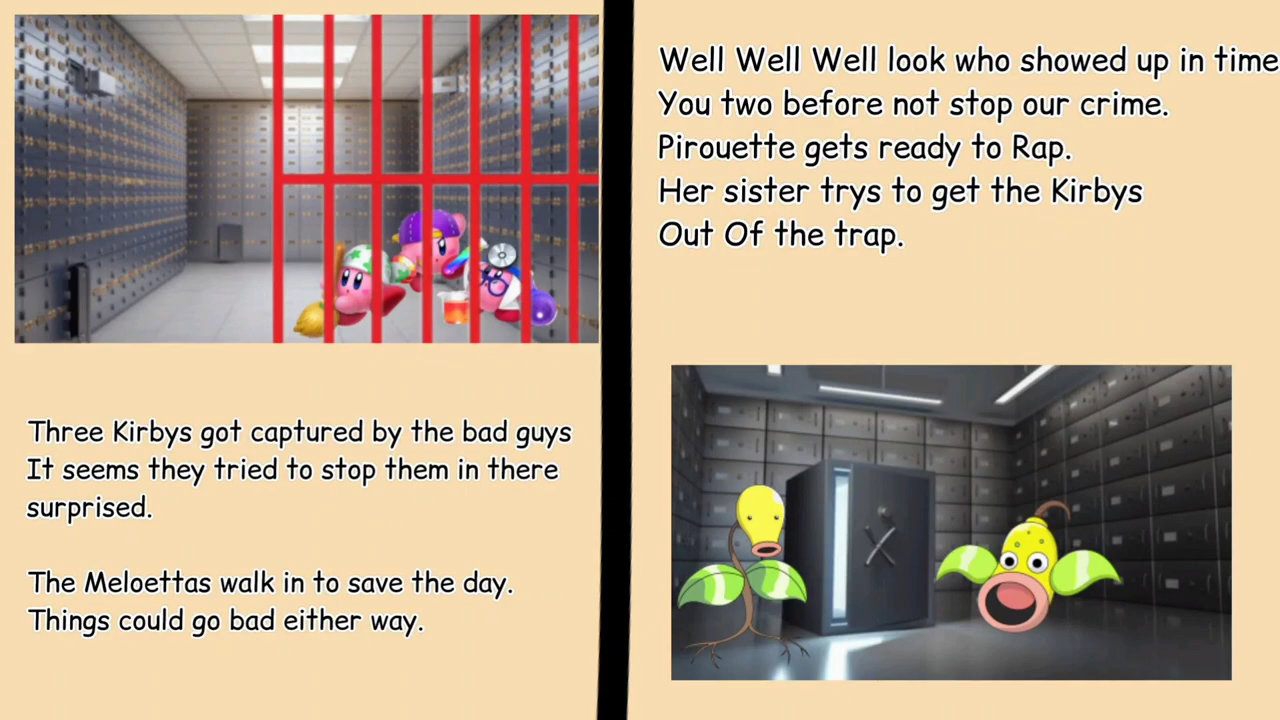 Three Kirbys got captured by the bad guys
It seems they tried to stop them in there
surprised.
The Meloettas walk in to save the day.
Things could go bad either way.
Well Well Well look who showed up in time
You two before not stop our crime.
Pirouette gets ready to Rap.
Her sister trys to get the Kirbys
Out Of the trap.